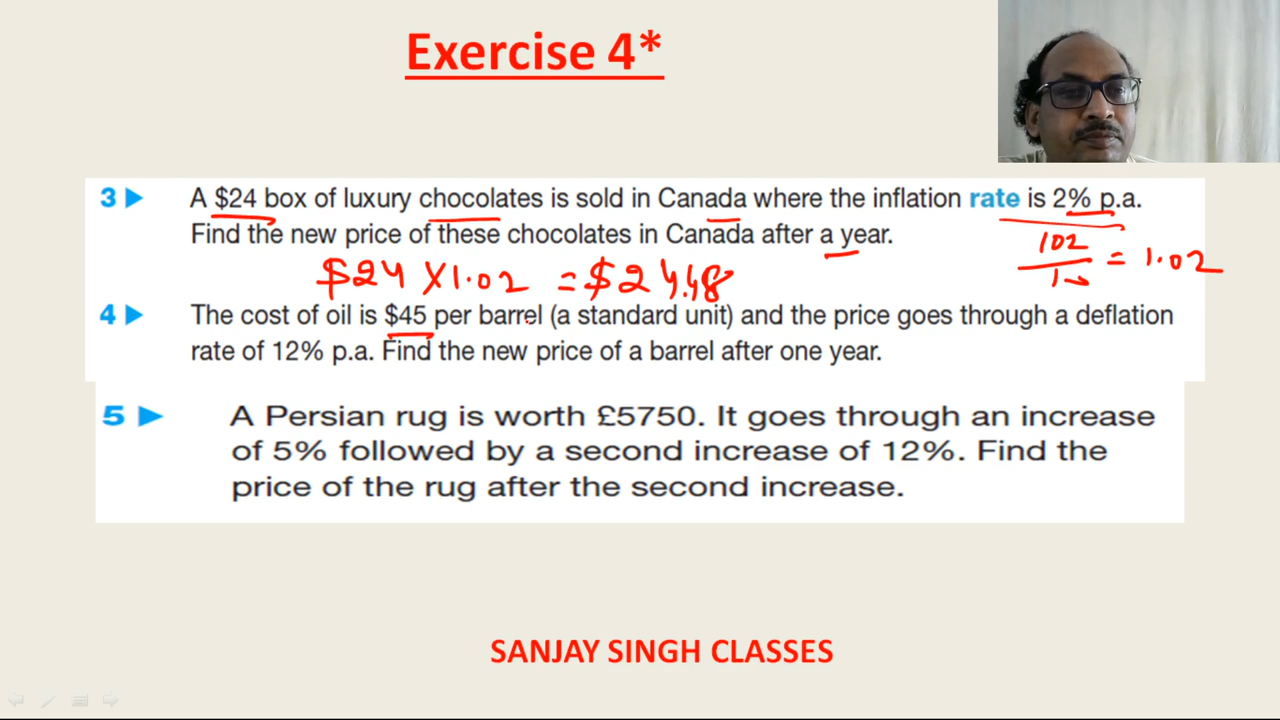 Exercise 4*
3 ▶ A $24 box of luxury chocolates is sold in Canada where the inflation rate is 2% p.a.
Find the new price of these chocolates in Canada after a year.
102
/ 100 = 1.02
$24 X 1.02 = $24.48
4 ▶ The cost of oil is $45 per barrel (a standard unit) and the price goes through a deflation
rate of 12% p.a. Find the new price of a barrel after one year.
5 ▶ A Persian rug is worth £5750. It goes through an increase
of 5% followed by a second increase of 12%. Find the
price of the rug after the second increase.
SANJAY SINGH CLASSES